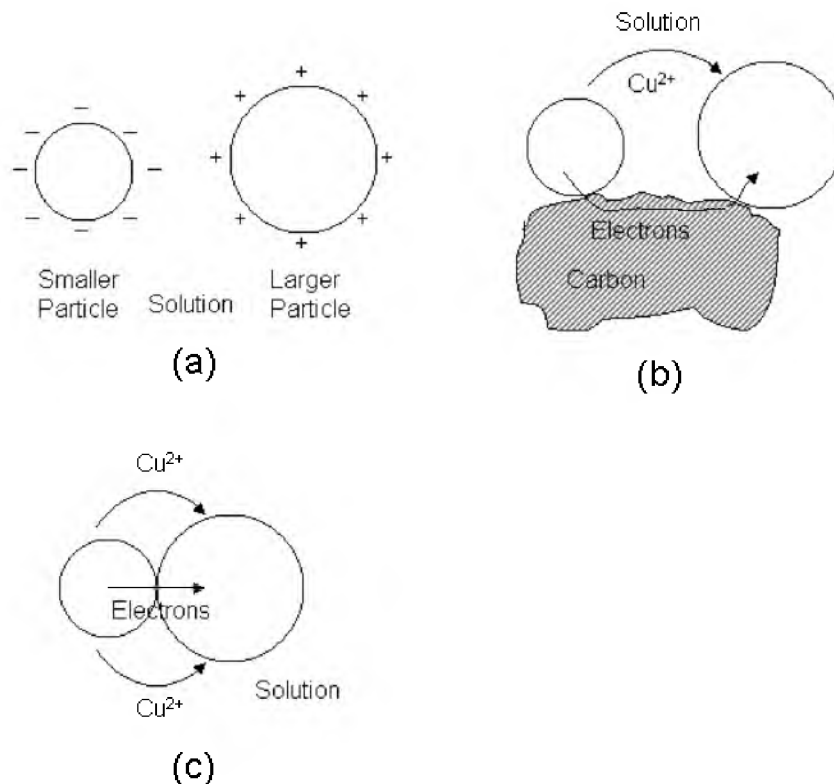 Smaller
Particle
Solution
Larger
Particle
(a)
Solution
Cu²⁺
Electrons
Carbon
(b)
Cu²⁺
Electrons
Cu²⁺
Solution
(c)